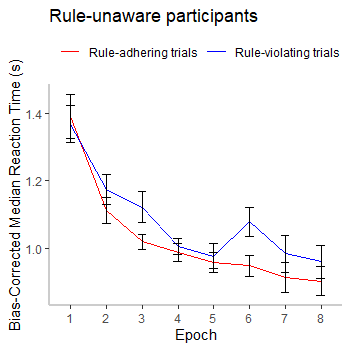 Rule-unaware participants
Rule-adhering trials Rule-violating trials
Bias-Corrected Median Reaction Time (s)
1.4
1.2
1.0
1 2 3 4 5 6 7 8
Epoch